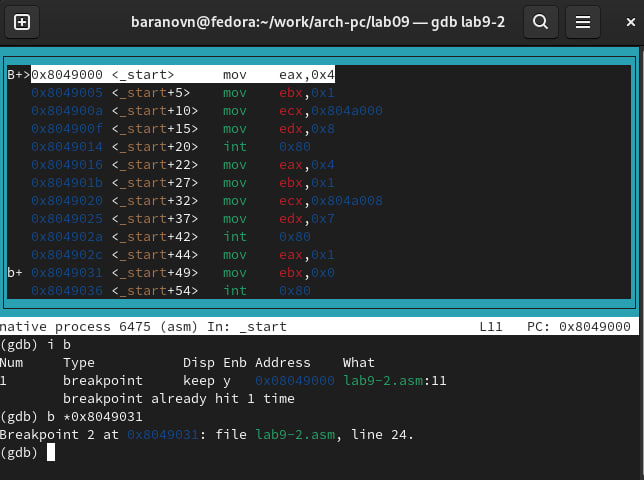 baranovn@fedora:~/work/arch-pc/lab09 — gdb lab9-2
B+>0x8049000 <_start>      mov    eax,0x4
   0x8049005 <_start+5>    mov    ebx,0x1
   0x804900a <_start+10>   mov    ecx,0x804a000
   0x804900f <_start+15>   mov    edx,0x8
   0x8049014 <_start+20>   int    0x80
   0x8049016 <_start+22>   mov    eax,0x4
   0x804901b <_start+27>   mov    ebx,0x1
   0x8049020 <_start+32>   mov    ecx,0x804a008
   0x8049025 <_start+37>   mov    edx,0x7
   0x804902a <_start+42>   int    0x80
   0x804902c <_start+44>   mov    eax,0x1
b+ 0x8049031 <_start+49>   mov    ebx,0x0
   0x8049036 <_start+54>   int    0x80
native process 6475 (asm) In: _start                        L11   PC: 0x8049000
(gdb) i b
Num     Type           Disp Enb Address    What
1       breakpoint     keep y   0x08049000 lab9-2.asm:11
        breakpoint already hit 1 time
(gdb) b *0x8049031
Breakpoint 2 at 0x8049031: file lab9-2.asm, line 24.
(gdb)